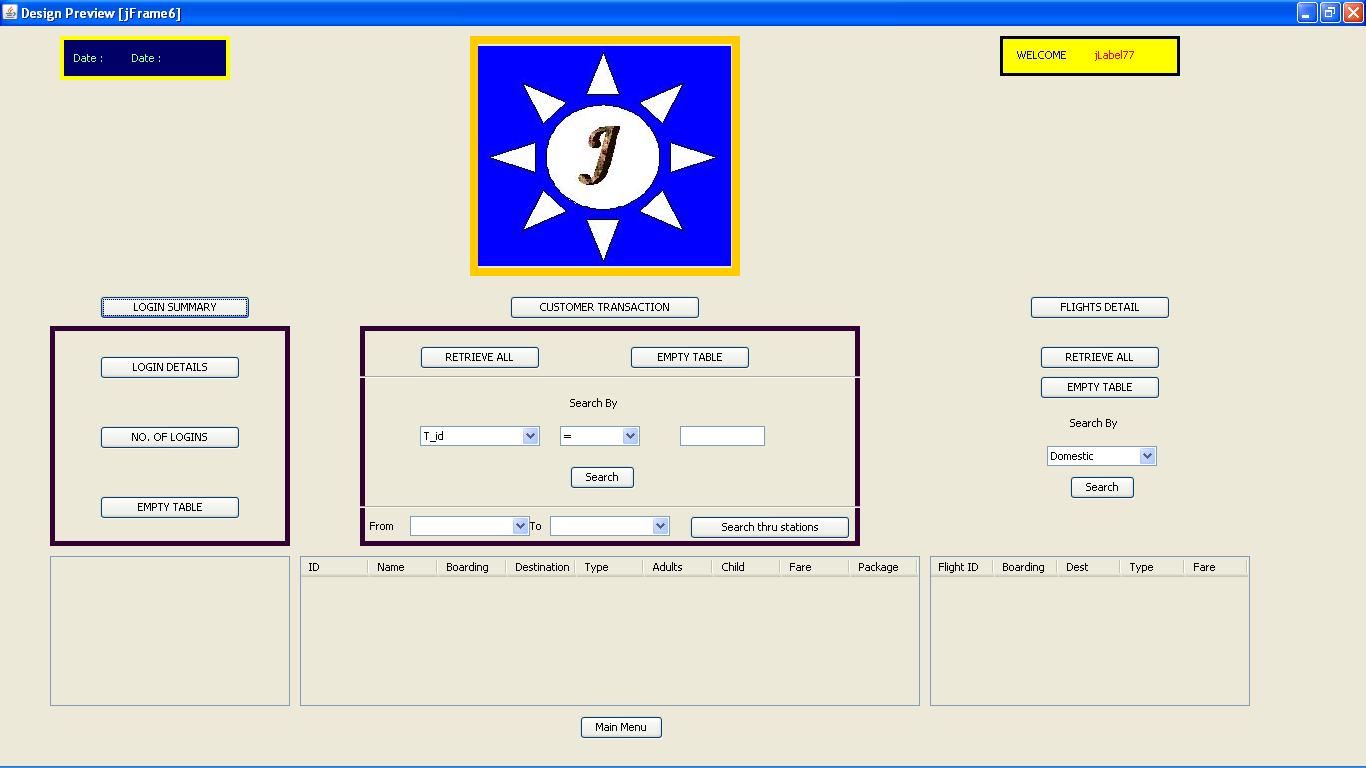 Design Preview [jFrame6]
Date : Date :
WELCOME jLabel77
J
LOGIN SUMMARY
CUSTOMER TRANSACTION
FLIGHTS DETAIL
LOGIN DETAILS
NO. OF LOGINS
EMPTY TABLE
RETRIEVE ALL EMPTY TABLE
Search By
T_id =
Search
From To Search thru stations
RETRIEVE ALL
EMPTY TABLE
Search By
Domestic
Search
ID Name Boarding Destination Type Adults Child Fare Package
Flight ID Boarding Dest Type Fare
Main Menu